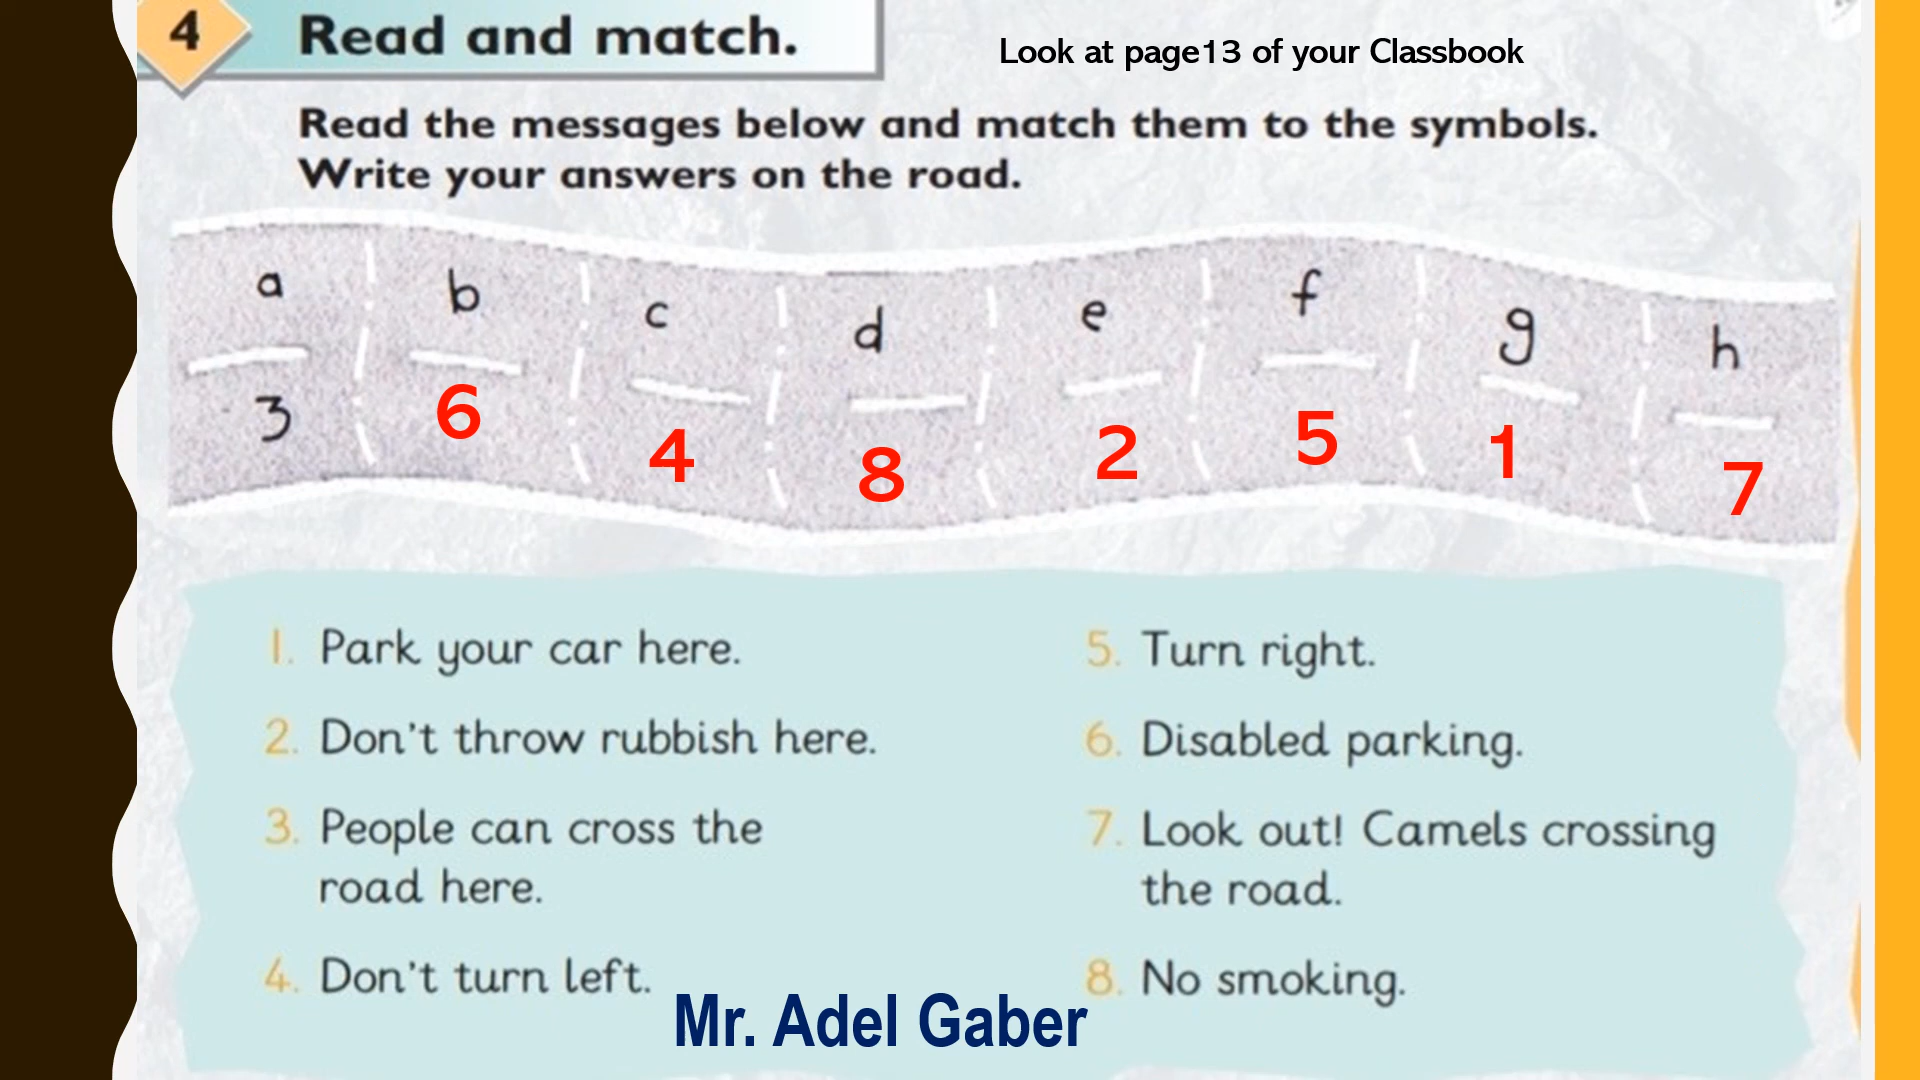 4 Read and match.
Look at page13 of your Classbook
Read the messages below and match them to the symbols.
Write your answers on the road.
a b c d e f g h
3 6 4 8 2 5 1 7
1. Park your car here.
2. Don't throw rubbish here.
3. People can cross the
road here.
4. Don't turn left.
5. Turn right.
6. Disabled parking.
7. Look out! Camels crossing
the road.
8. No smoking.
Mr. Adel Gaber